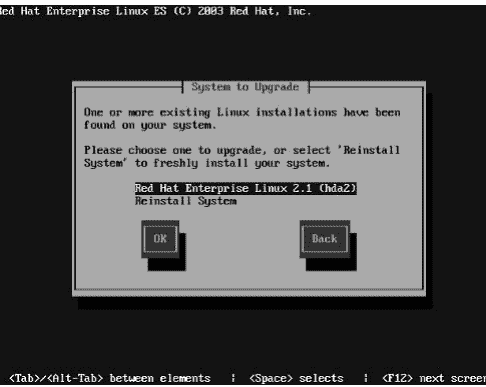 Red Hat Enterprise Linux ES (C) 2003 Red Hat, Inc.
System to Upgrade
One or more existing Linux installations have been
found on your system.
Please choose one to upgrade, or select 'Reinstall
System' to freshly install your system.
Red Hat Enterprise Linux 2.1 (hda2)
Reinstall System
OK Back
<Tab>/<Alt-Tab> between elements | <Space> selects | <F12> next screen